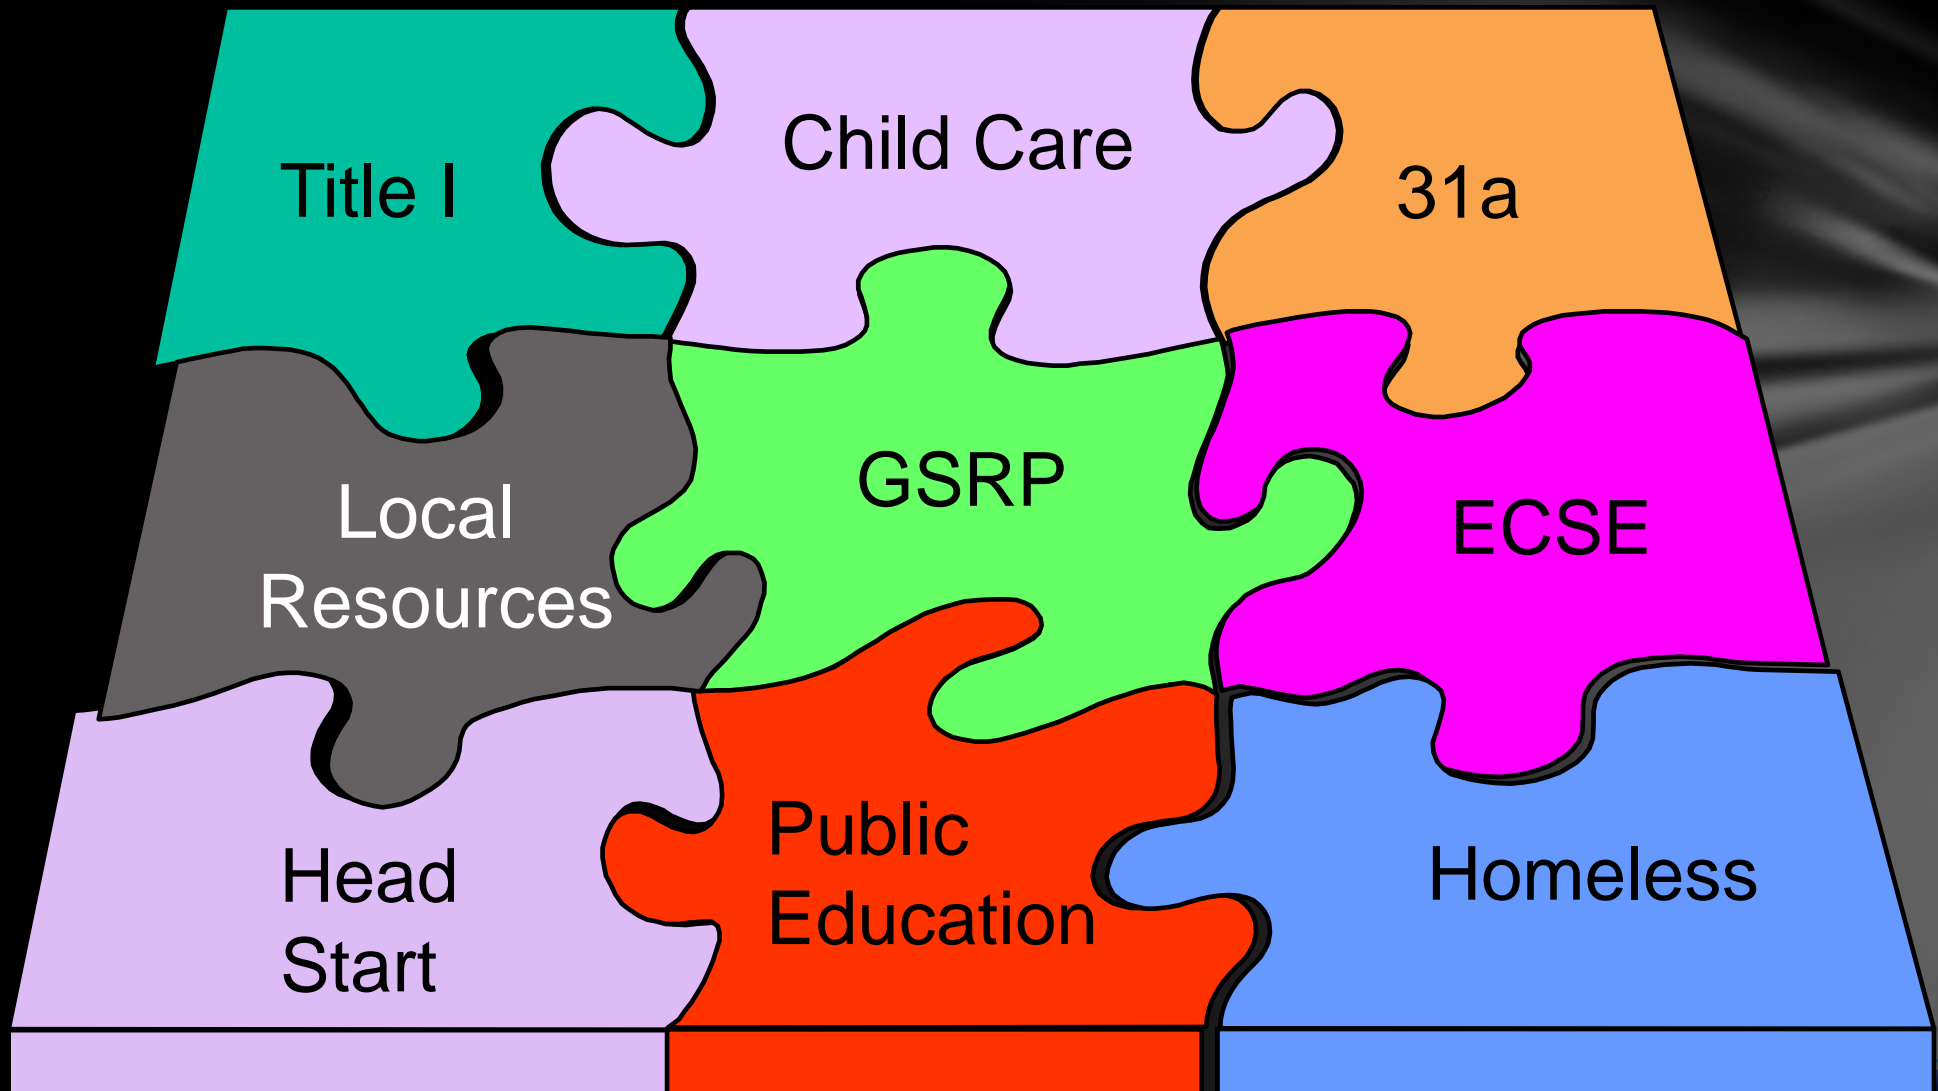 Title I
Child Care
31a
Local
Resources
GSRP
ECSE
Head
Start
Public
Education
Homeless